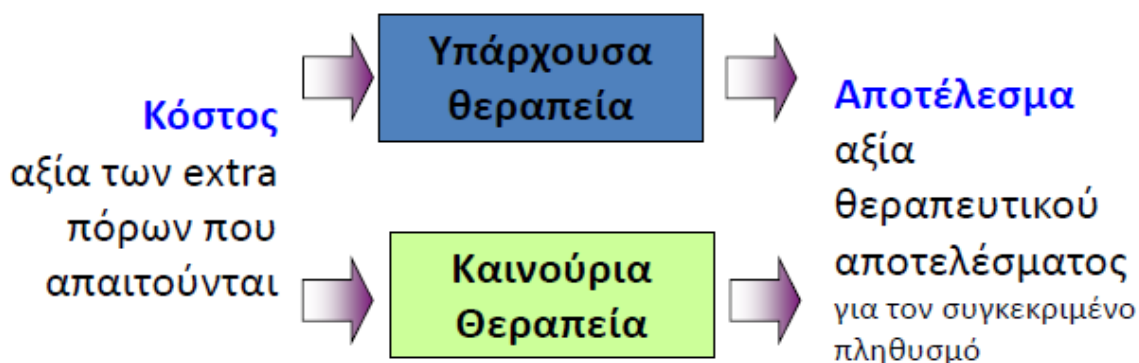 Κόστος
αξία των extra
πόρων που
απαιτούνται
Υπάρχουσα
θεραπεία
Καινούρια
Θεραπεία
Αποτέλεσμα
αξία
θεραπευτικού
αποτελέσματος
για τον συγκεκριμένο
πληθυσμό